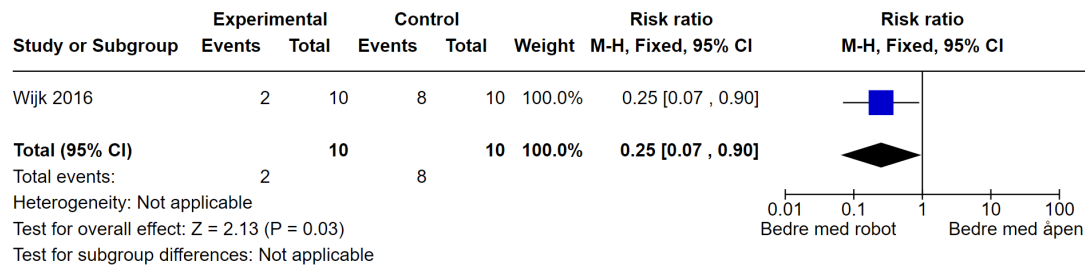 Experimental Control Risk ratio Risk ratio
Study or Subgroup Events Total Events Total Weight M-H, Fixed, 95% CI M-H, Fixed, 95% CI
Wijk 2016 2 10 8 10 100.0% 0.25 [0.07 , 0.90]
Total (95% CI) 10 10 100.0% 0.25 [0.07 , 0.90]
Total events: 2 8
Heterogeneity: Not applicable
Test for overall effect: Z = 2.13 (P = 0.03)
Test for subgroup differences: Not applicable
0.01 0.1 1 10 100
Bedre med robot Bedre med åpen